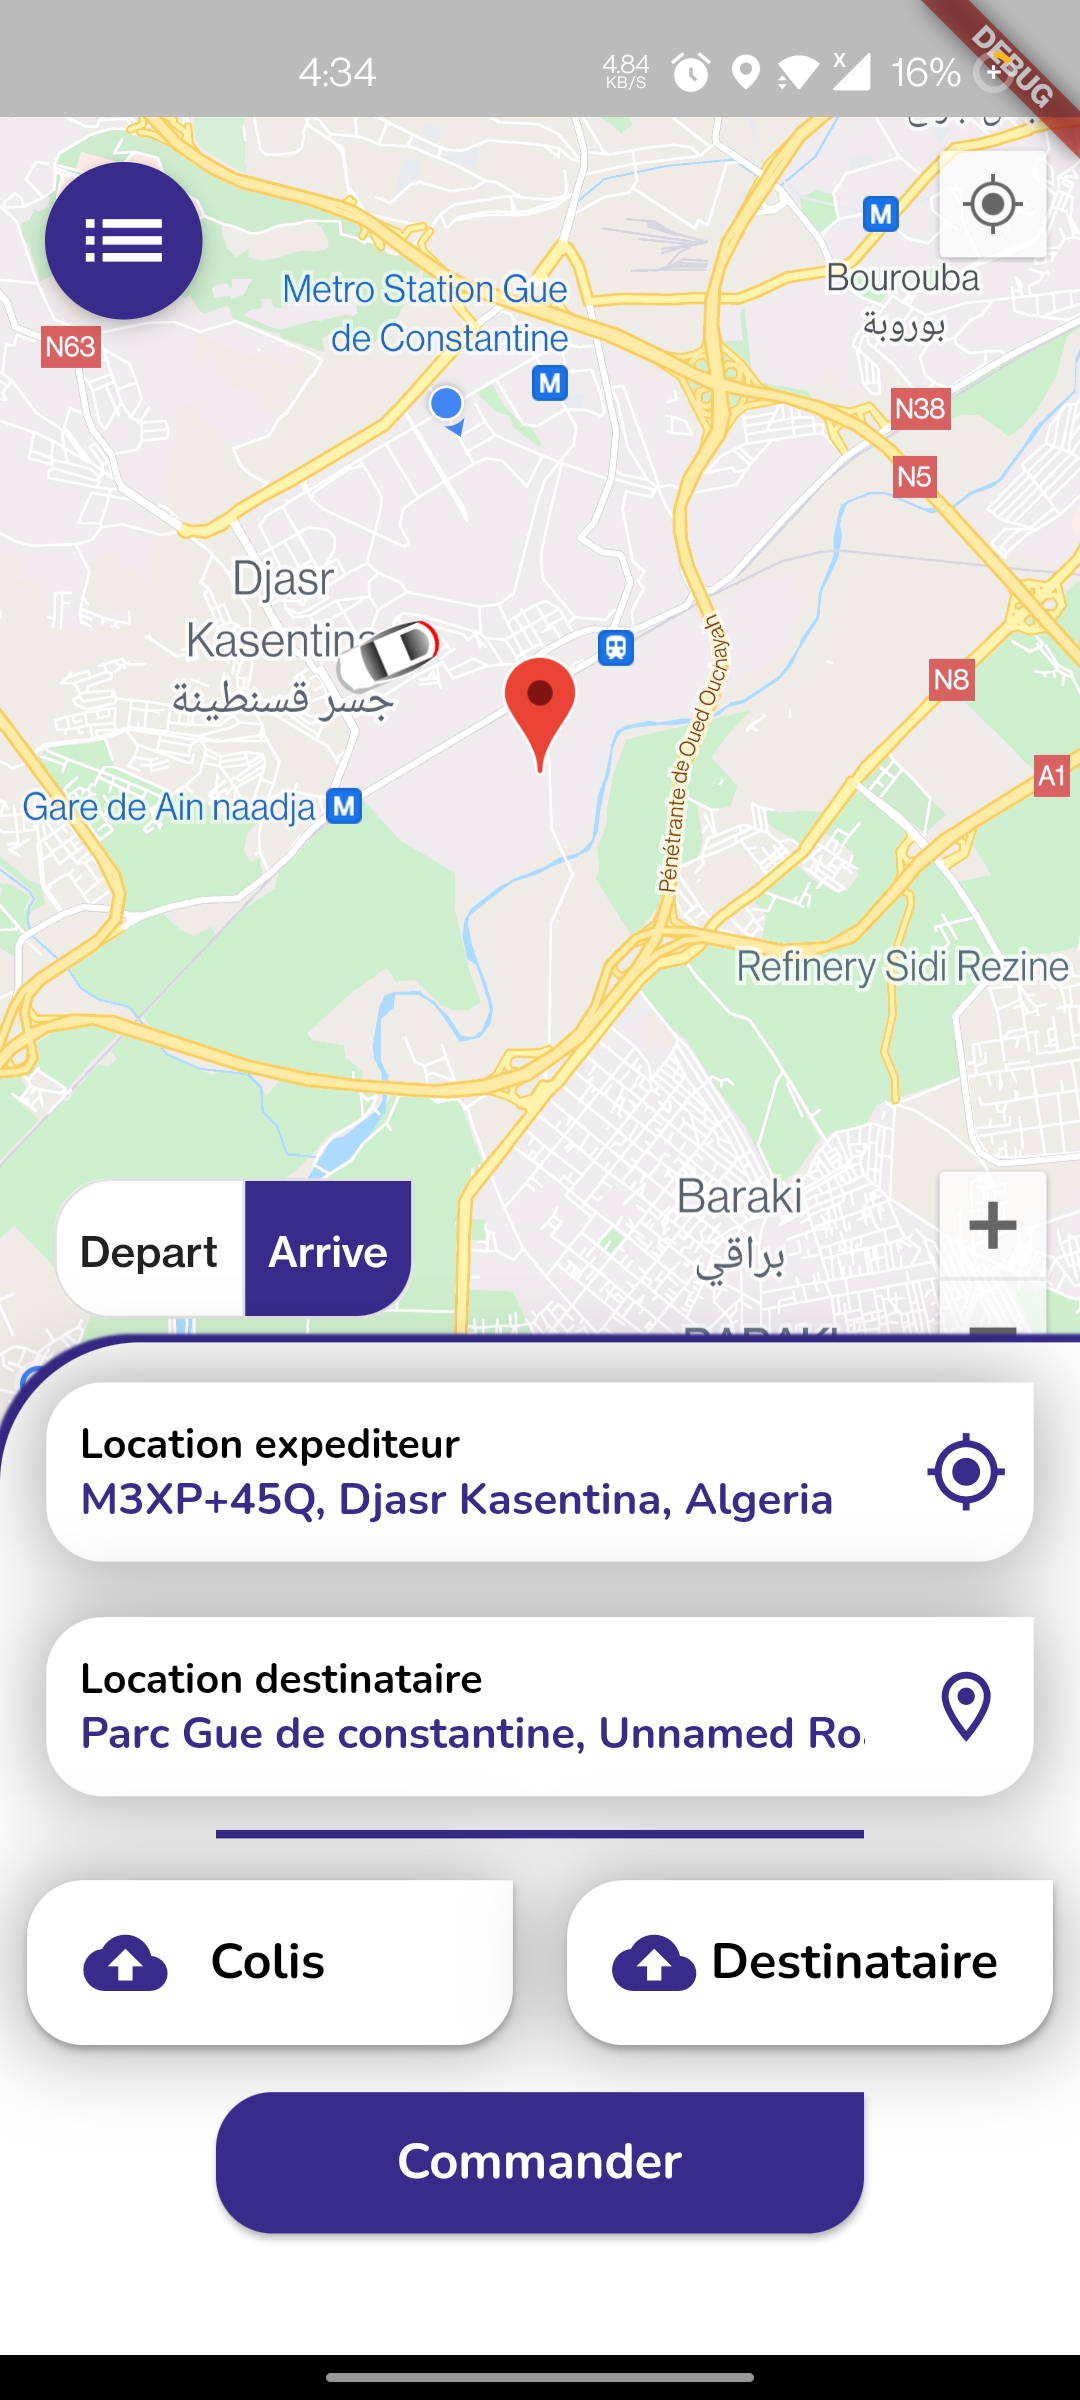 4:34
4.84
KB/S
X
16%
DEBUG
Metro Station Gue
de Constantine
M
M
Bourouba
بوروبة
N63
N38
N5
Djasr
Kasentina
جسر قسنطينة
N8
A1
Gare de Ain naadja M
Pénétrante de Oued Ouchayah
Refinery Sidi Rezine
Baraki
براقي
BARAKI
Depart
Arrive
Location expediteur
M3XP+45Q, Djasr Kasentina, Algeria
Location destinataire
Parc Gue de constantine, Unnamed Ro
Colis
Destinataire
Commander